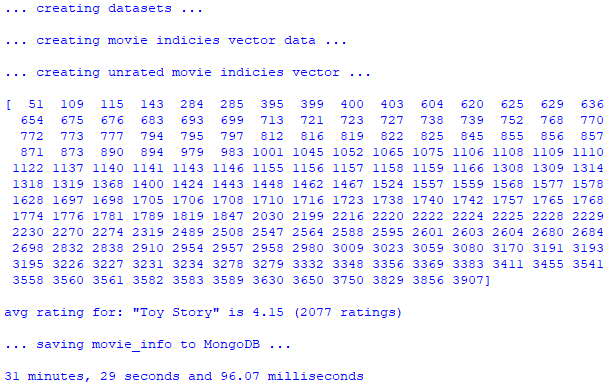 ... creating datasets ...
... creating movie indicies vector data ...
... creating unrated movie indicies vector ...
[ 51 109 115 143 284 285 395 399 400 403 604 620 625 629 636
654 675 676 683 693 699 713 721 723 727 738 739 752 768 770
772 773 777 794 795 797 812 816 819 822 825 845 855 856 857
871 873 890 894 979 983 1001 1045 1052 1065 1075 1106 1108 1109 1110
1122 1137 1140 1141 1143 1146 1155 1156 1157 1158 1159 1166 1308 1309 1314
1318 1319 1368 1400 1424 1443 1448 1462 1467 1524 1557 1559 1568 1577 1578
1628 1697 1698 1705 1706 1708 1710 1716 1723 1738 1740 1742 1757 1765 1768
1774 1776 1781 1789 1819 1847 2030 2199 2216 2220 2222 2224 2225 2228 2229
2230 2270 2274 2319 2489 2508 2547 2564 2588 2595 2601 2603 2604 2680 2684
2698 2832 2838 2910 2954 2957 2958 2980 3009 3023 3059 3080 3170 3191 3193
3195 3226 3227 3231 3234 3278 3279 3332 3348 3356 3369 3383 3411 3455 3541
3558 3560 3561 3582 3583 3589 3630 3650 3750 3829 3856 3907]
avg rating for: "Toy Story" is 4.15 (2077 ratings)
... saving movie_info to MongoDB ...
31 minutes, 29 seconds and 96.07 milliseconds